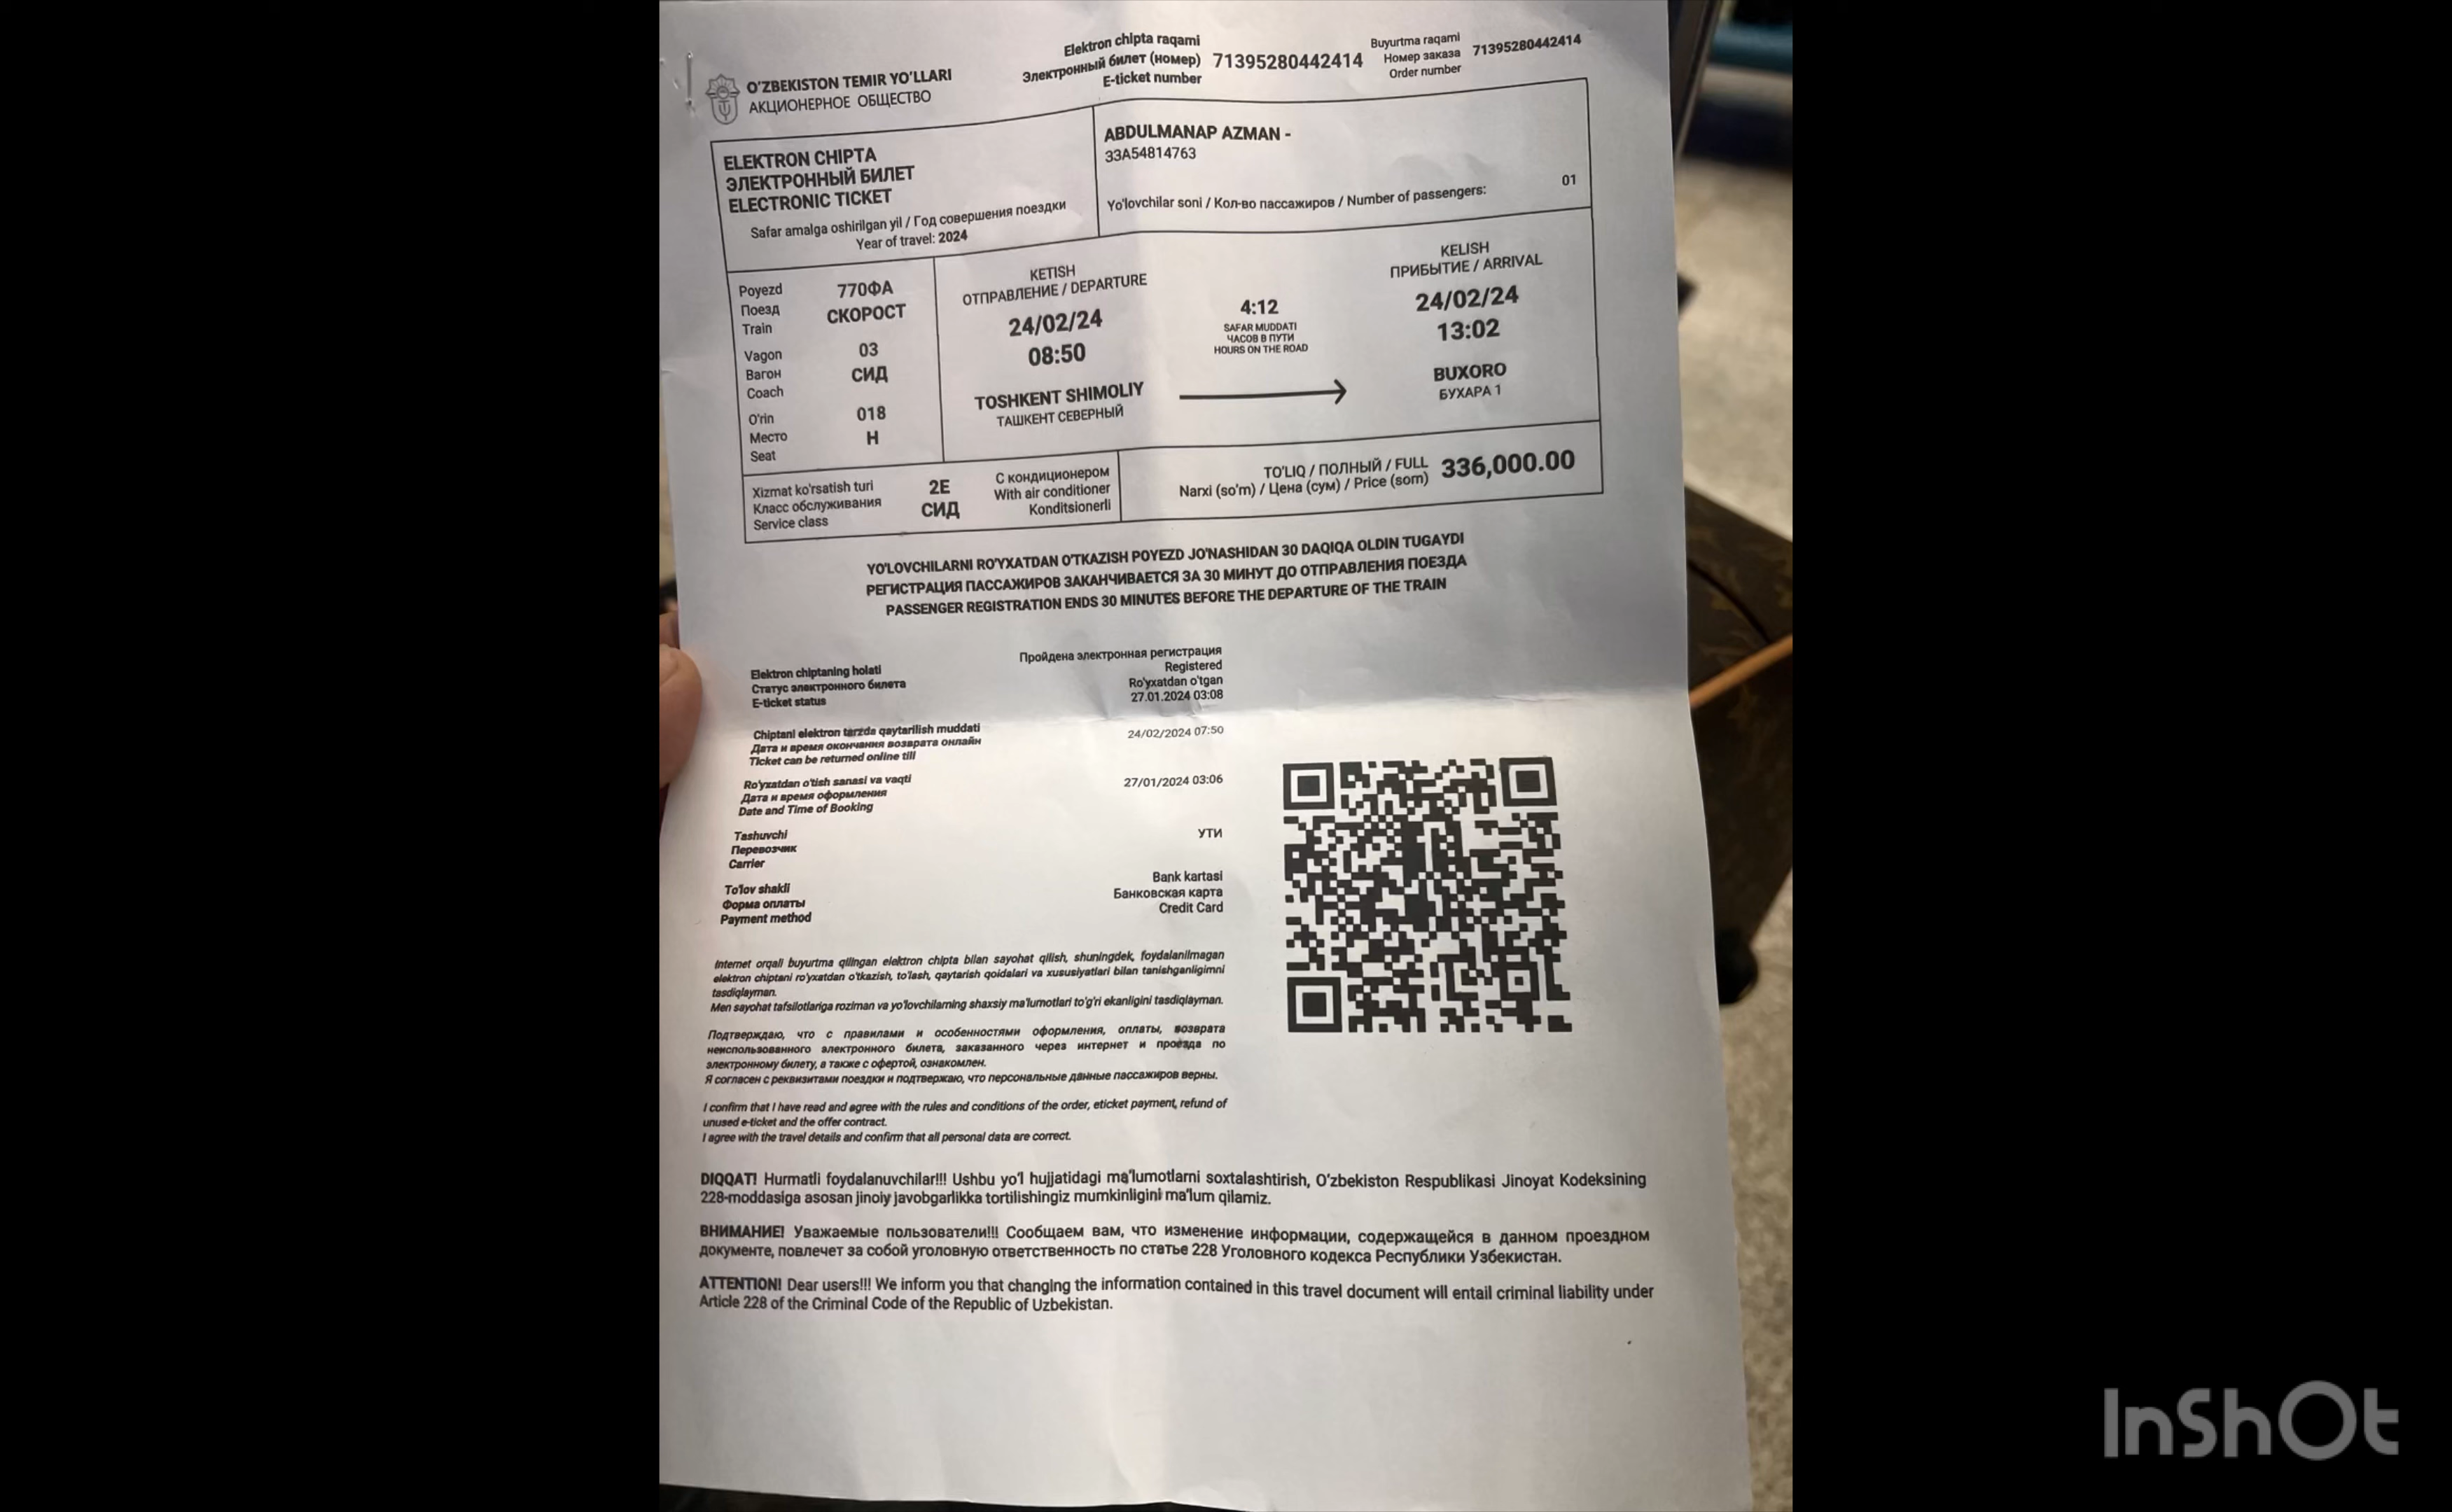 O'ZBEKISTON TEMIR YO'LLARI
АКЦИОНЕРНОЕ ОБЩЕСТВО
Elektron chipta raqami
Электронный билет (номер)
E-ticket number
71395280442414
Buyurtma raqami
Номер заказа
Order number
71395280442414
ELEKTRON CHIPTA
ЭЛЕКТРОННЫЙ БИЛЕТ
ELECTRONIC TICKET
Safar amalga oshirilgan yil / Год совершения поездки
Year of travel: 2024
ABDULMANAP AZMAN -
ЗЗА54814763
Yo'lovchilar soni / Кол-во пассажиров / Number of passengers:
01
Poyezd
Поезд
Train
770ФА
СКОРОСТ
Vagon
Вагон
Coach
03
СИД
O'rin
Место
Seat
018
Н
KETISH
ОТПРАВЛЕНИЕ / DEPARTURE
24/02/24
08:50
TOSHKENT SHIMOLIY
ТАШКЕНТ СЕВЕРНЫЙ
4:12
SAFAR MUDDATI
ЧАСОВ В ПУТИ
HOURS ON THE ROAD
KELISH
ПРИБЫТИЕ / ARRIVAL
24/02/24
13:02
BUXORO
БУХАРА 1
Xizmat ko'rsatish turi
Класс обслуживания
Service class
2Е
СИД
С кондиционером
With air conditioner
Konditsionerli
TO'LIQ / ПОЛНЫЙ / FULL
Narxi (so'm) / Цена (сум) / Price (som)
336,000.00
YO'LOVCHILARNI RO'YXATDAN O'TKAZISH POYEZD JO'NASHIDAN 30 DAQIQA OLDIN TUGAYDI
РЕГИСТРАЦИЯ ПАССАЖИРОВ ЗАКАНЧИВАЕТСЯ ЗА 30 МИНУТ ДО ОТПРАВЛЕНИЯ ПОЕЗДА
PASSENGER REGISTRATION ENDS 30 MINUTES BEFORE THE DEPARTURE OF THE TRAIN
Elektron chiptaning holati
Статус электронного билета
E-ticket status
Пройдена электронная регистрация
Registered
Ro'yxatdan o'tgan
27.01.2024 03:08
Chiptani elektron tarzda qaytarilish muddati
Дата и время окончания возврата онлайн
Ticket can be returned online till
24/02/2024 07:50
Ro'yxatdan o'tish sanasi va vaqti
Дата и время оформления
Date and Time of Booking
27/01/2024 03:06
Tashuvchi
Перевозчик
Carrier
УТИ
To'lov shakli
Форма оплаты
Payment method
Bank kartasi
Банковская карта
Credit Card
Internet orqali buyurtma qilingan elektron chipta bilan sayohat qilish, shuningdek, foydalanilmagan
elektron chiptani ro'yxatdan o'tkazish, to'lash, qaytarish qoidalari va xususiyatlari bilan tanishganligimni
tasdiqlayman.
Men sayohat tafsilotlariga roziman va yo'lovchilarning shaxsiy ma'lumotlari to'g'ri ekanligini tasdiqlayman.
Подтверждаю, что с правилами и особенностями оформления, оплаты, возврата
неиспользованного электронного билета, заказанного через интернет и проезда по
электронному билету, а также с офертой, ознакомлен.
Я согласен с реквизитами поездки и подтверждаю, что персональные данные пассажиров верны.
I confirm that I have read and agree with the rules and conditions of the order, eticket payment, refund of
unused e-ticket and the offer contract.
I agree with the travel details and confirm that all personal data are correct.
DIQQAT! Hurmatli foydalanuvchilar!!! Ushbu yo'l hujjatidagi ma'lumotlarni soxtalashtirish, O'zbekiston Respublikasi Jinoyat Kodeksining
228-moddasiga asosan jinoiy javobgarlikka tortilishingiz mumkinligini ma'lum qilamiz.
ВНИМАНИЕ! Уважаемые пользователи!!! Сообщаем вам, что изменение информации, содержащейся в данном проездном
документе, повлечет за собой уголовную ответственность по статье 228 Уголовного кодекса Республики Узбекистан.
ATTENTION! Dear users!!! We inform you that changing the information contained in this travel document will entail criminal liability under
Article 228 of the Criminal Code of the Republic of Uzbekistan.
InShOt